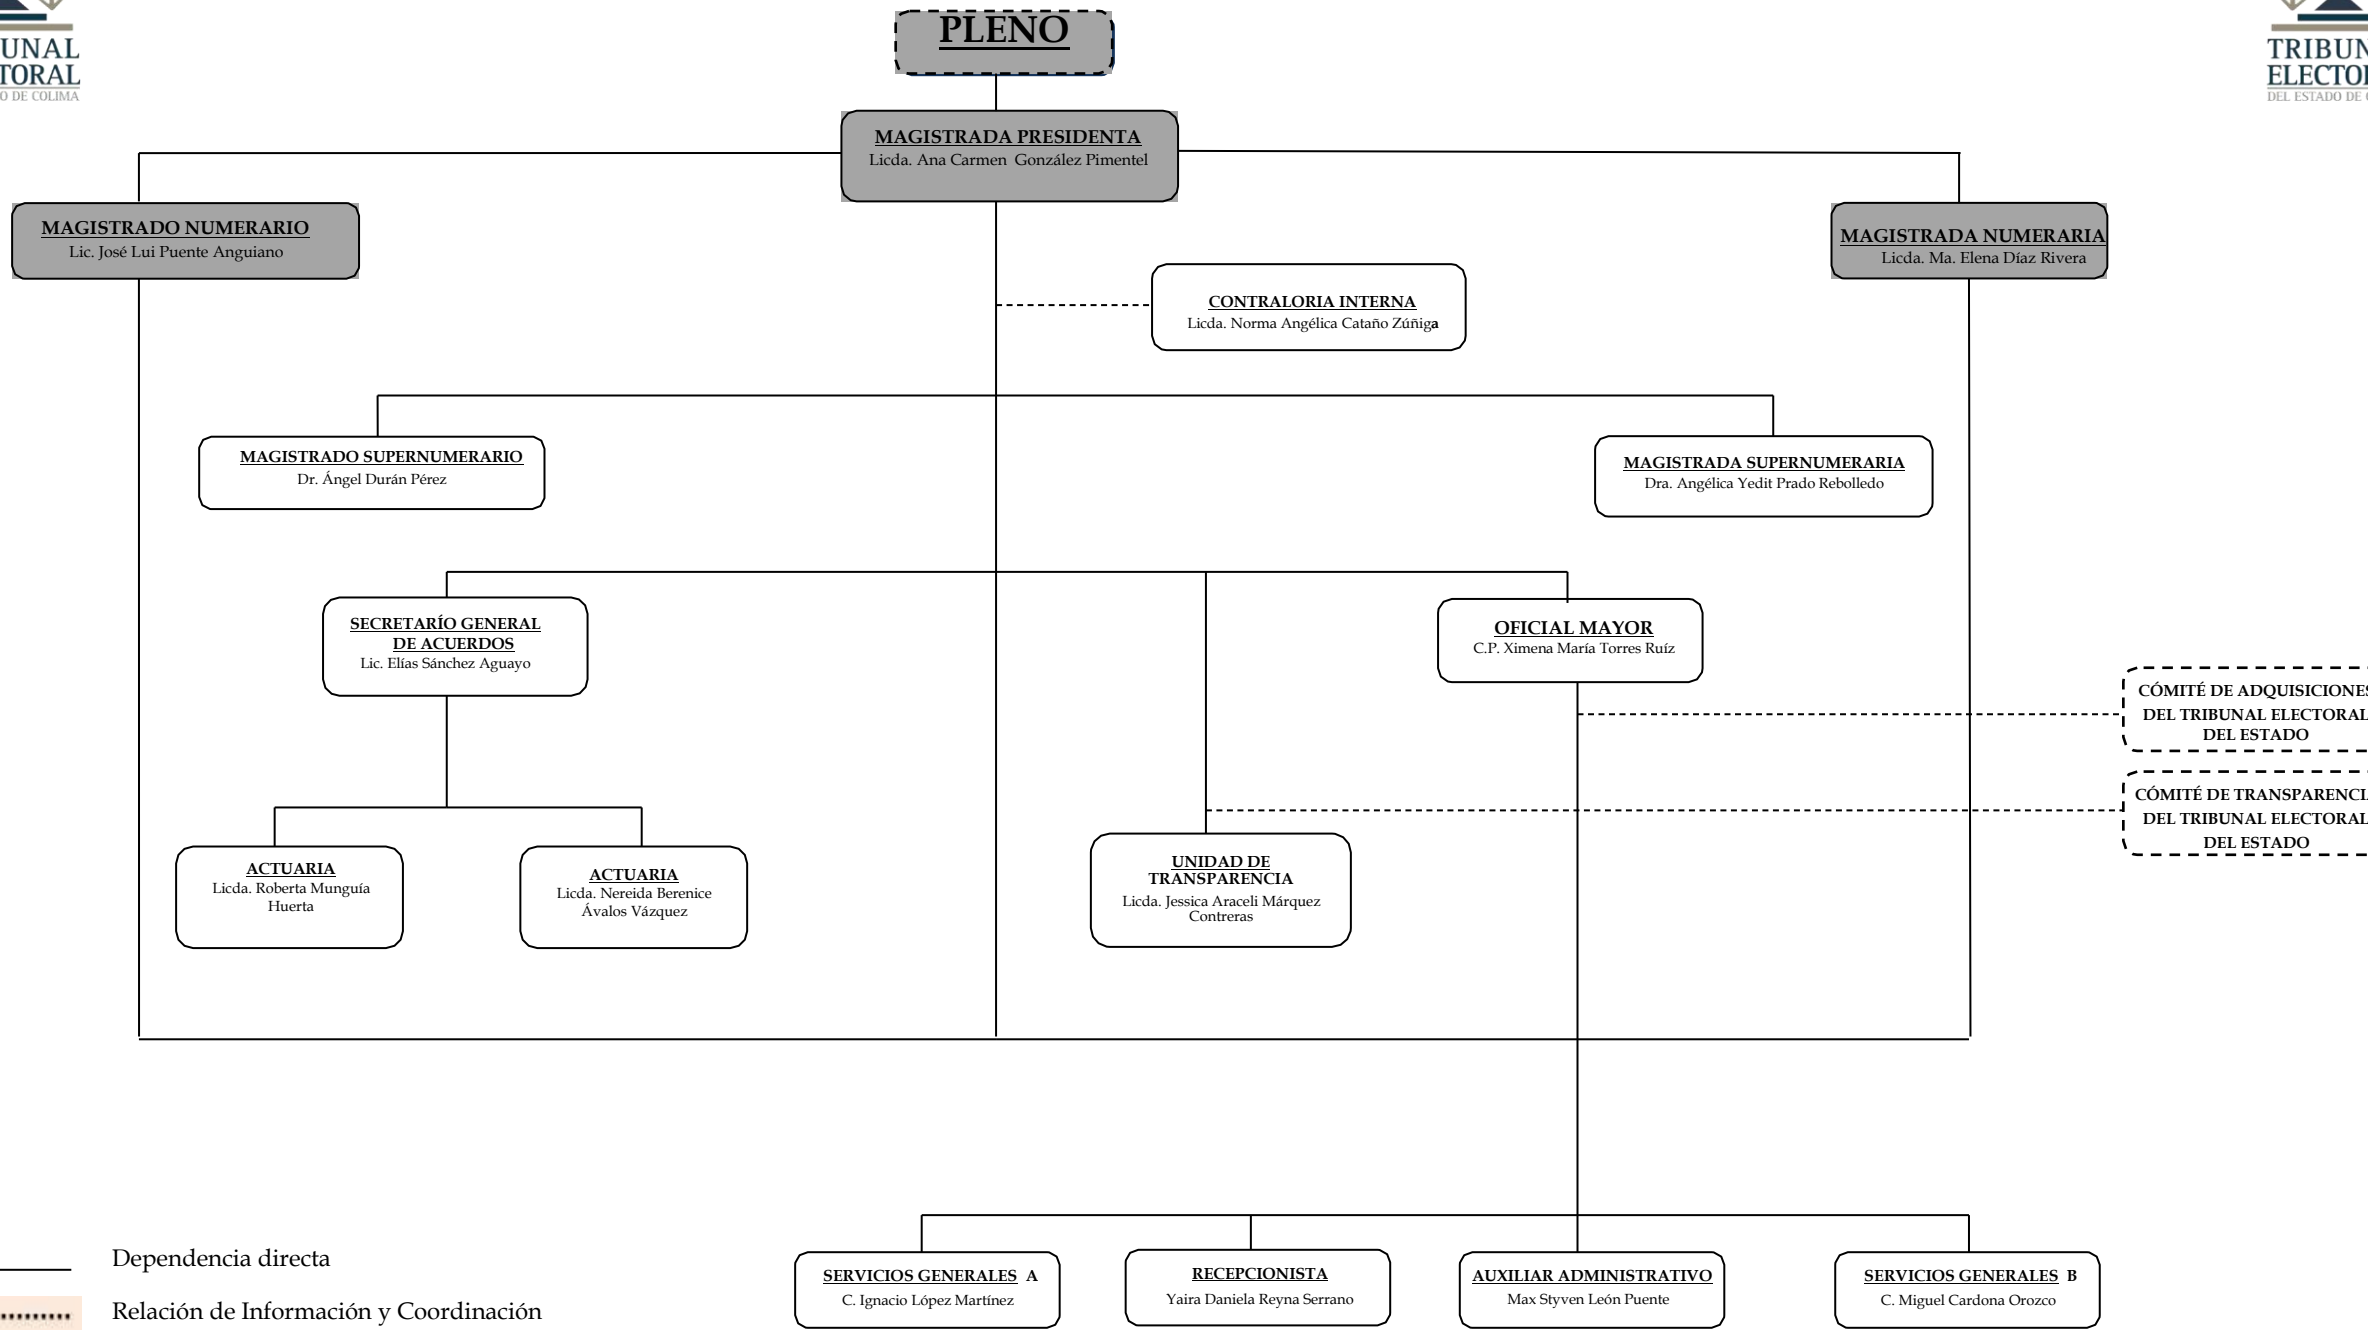 UNAL
TORAL
O DE COLIMA
PLENO
TRIBUN
ELECTOR
DEL ESTADO DE
MAGISTRADA PRESIDENTA
Licda. Ana Carmen González Pimentel
MAGISTRADO NUMERARIO
Lic. José Lui Puente Anguiano
MAGISTRADA NUMERARIA
Licda. Ma. Elena Díaz Rivera
CONTRALORIA INTERNA
Licda. Norma Angélica Cataño Zúñiga
MAGISTRADO SUPERNUMERARIO
Dr. Ángel Durán Pérez
MAGISTRADA SUPERNUMERARIA
Dra. Angélica Yedit Prado Rebolledo
SECRETARÍO GENERAL
DE ACUERDOS
Lic. Elías Sánchez Aguayo
OFICIAL MAYOR
C.P. Ximena María Torres Ruíz
CÓMITÉ DE ADQUISICIONES
DEL TRIBUNAL ELECTORAL
DEL ESTADO
CÓMITÉ DE TRANSPARENCIA
DEL TRIBUNAL ELECTORAL
DEL ESTADO
ACTUARIA
Licda. Roberta Munguía
Huerta
ACTUARIA
Licda. Nereida Berenice
Ávalos Vázquez
UNIDAD DE
TRANSPARENCIA
Licda. Jessica Araceli Márquez
Contreras
Dependencia directa
Relación de Información y Coordinación
SERVICIOS GENERALES A
C. Ignacio López Martínez
RECEPCIONISTA
Yaira Daniela Reyna Serrano
AUXILIAR ADMINISTRATIVO
Max Styven León Puente
SERVICIOS GENERALES B
C. Miguel Cardona Orozco